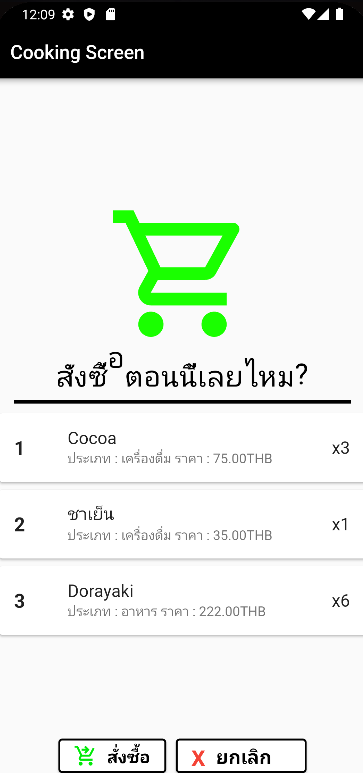 12:09
Cooking Screen
สั่งซื้อตอนนี้เลยไหม?
1
Cocoa
ประเภท : เครื่องดื่ม ราคา : 75.00THB
x3
2
ชาเย็น
ประเภท : เครื่องดื่ม ราคา : 35.00THB
x1
3
Dorayaki
ประเภท : อาหาร ราคา : 222.00THB
x6
สั่งซื้อ
X ยกเลิก